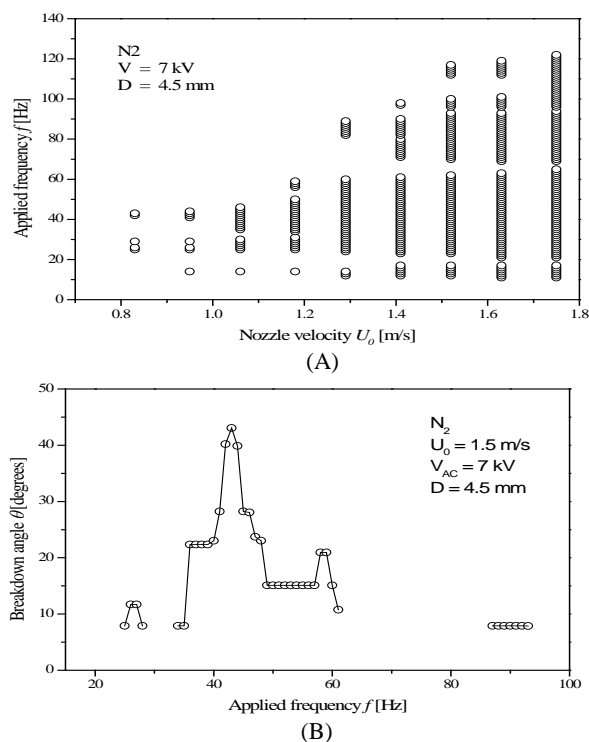 N2
V = 7 kV
D = 4.5 mm
Applied frequency f [Hz]
140
120
100
80
60
40
20
0
0.8 1.0 1.2 1.4 1.6 1.8
Nozzle velocity Uo [m/s]
(A)
N2
U0 = 1.5 m/s
VAC = 7 kV
D = 4.5 mm
Breakdown angle θ [degrees]
50
40
30
20
10
0
20 40 60 80 100
Applied frequency f [Hz]
(B)